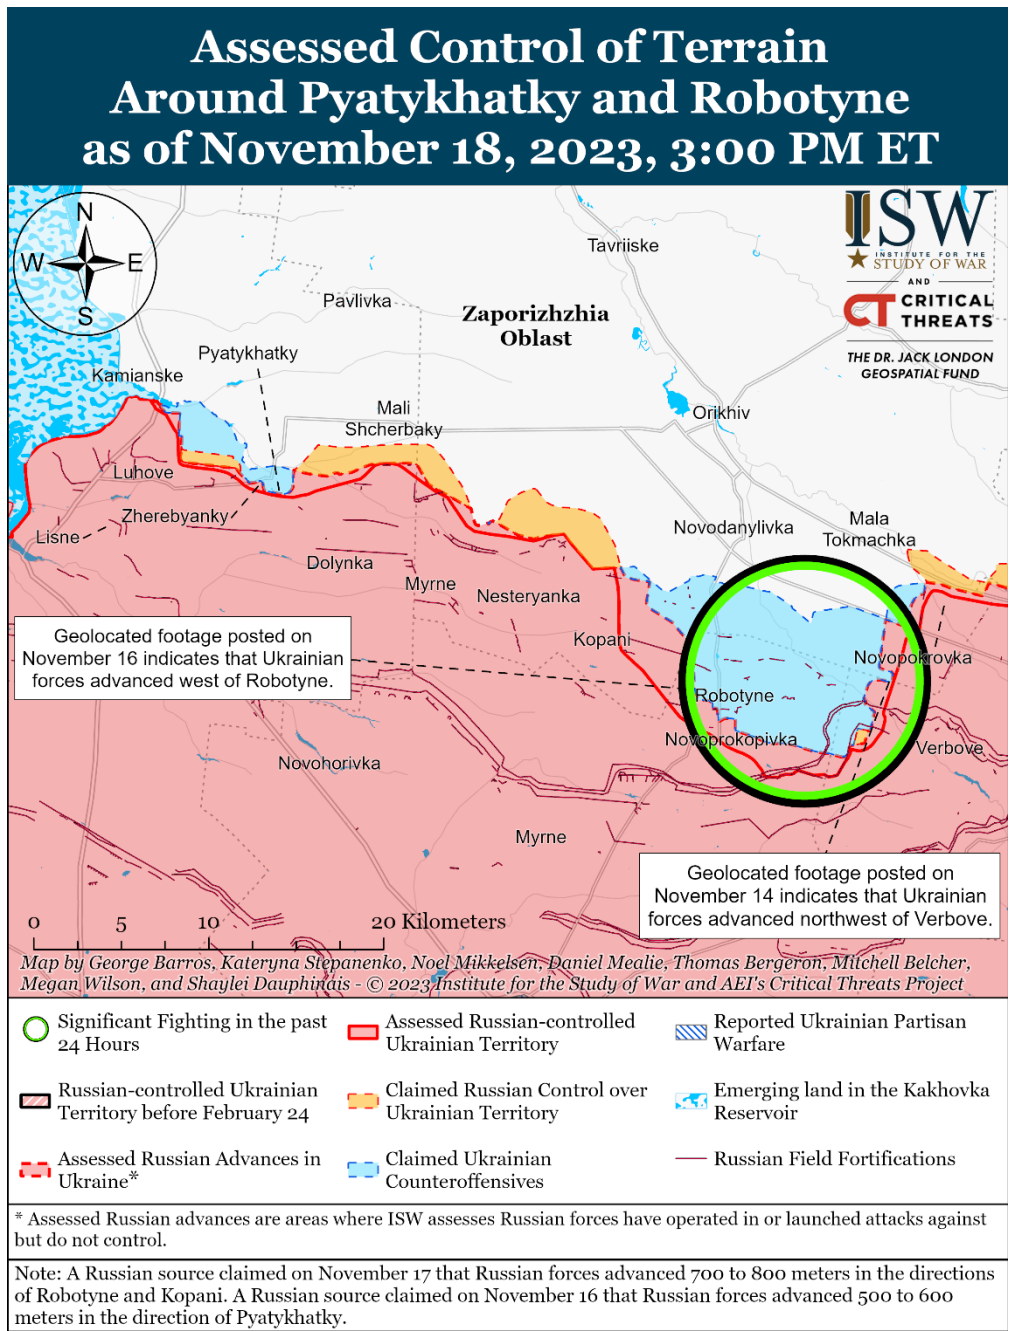 Assessed Control of Terrain
Around Pyatykhatky and Robotyne
as of November 18, 2023, 3:00 PM ET
N
W
E
S
ISW
INSTITUTE FOR THE
STUDY OF WAR
AND
CT CRITICAL
THREATS
THE DR. JACK LONDON
GEOSPATIAL FUND
Tavriiske
Pavlivka
Zaporizhzhia
Oblast
Pyatykhatky
Kamianske
Mali
Shcherbaky
Orikhiv
Luhove
Zherebyanky
Lisne
Novodanylivka
Mala
Tokmachka
Dolynka
Myrne
Nesteryanka
Kopani
Geolocated footage posted on
November 16 indicates that Ukrainian
forces advanced west of Robotyne.
Novopokrovka
Robotyne
Novoprokopivka
Verbove
Novohorivka
Myrne
Geolocated footage posted on
November 14 indicates that Ukrainian
forces advanced northwest of Verbove.
0 5 10 20 Kilometers
Map by George Barros, Kateryna Stepanenko, Noel Mikkelsen, Daniel Mealie, Thomas Bergeron, Mitchell Belcher,
Megan Wilson, and Shaylei Dauphinais - © 2023 Institute for the Study of War and AEI's Critical Threats Project
Significant Fighting in the past
24 Hours
Assessed Russian-controlled
Ukrainian Territory
Reported Ukrainian Partisan
Warfare
Russian-controlled Ukrainian
Territory before February 24
Claimed Russian Control over
Ukrainian Territory
Emerging land in the Kakhovka
Reservoir
Assessed Russian Advances in
Ukraine*
Claimed Ukrainian
Counteroffensives
Russian Field Fortifications
* Assessed Russian advances are areas where ISW assesses Russian forces have operated in or launched attacks against
but do not control.
Note: A Russian source claimed on November 17 that Russian forces advanced 700 to 800 meters in the directions
of Robotyne and Kopani. A Russian source claimed on November 16 that Russian forces advanced 500 to 600
meters in the direction of Pyatykhatky.